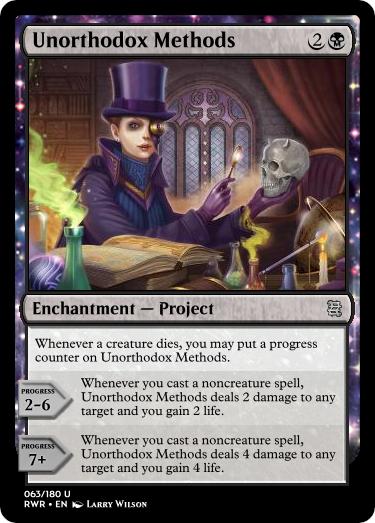 Unorthodox Methods 2
Enchantment — Project
Whenever a creature dies, you may put a progress
counter on Unorthodox Methods.
PROGRESS
2-6
Whenever you cast a noncreature spell,
Unorthodox Methods deals 2 damage to any
target and you gain 2 life.
PROGRESS
7+
Whenever you cast a noncreature spell,
Unorthodox Methods deals 4 damage to any
target and you gain 4 life.
063/180 U
RWR • EN Larry Wilson